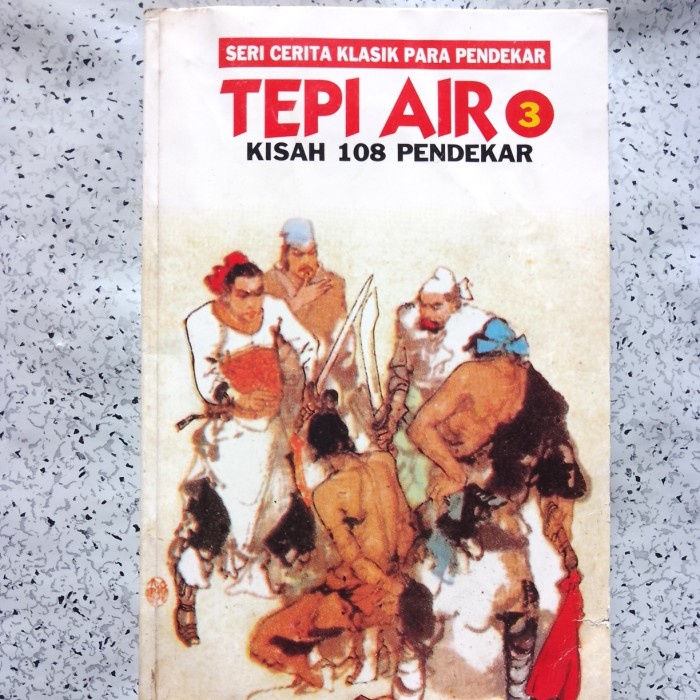 SERI CERITA KLASIK PARA PENDEKAR
TEPI AIR 3
KISAH 108 PENDEKAR